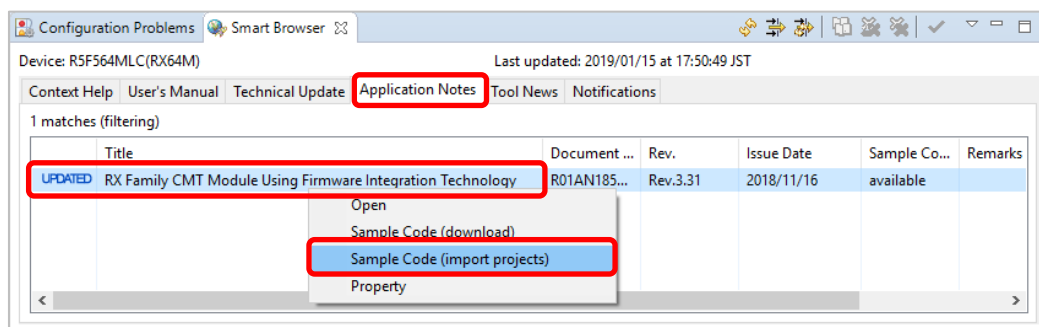 Configuration Problems Smart Browser
Device: R5F564MLC(RX64M) Last updated: 2019/01/15 at 17:50:49 JST
Context Help User's Manual Technical Update Application Notes Tool News Notifications
1 matches (filtering)
Title Document ... Rev. Issue Date Sample Co... Remarks
UPDATED RX Family CMT Module Using Firmware Integration Technology R01AN185... Rev.3.31 2018/11/16 available
Open
Sample Code (download)
Sample Code (import projects)
Property